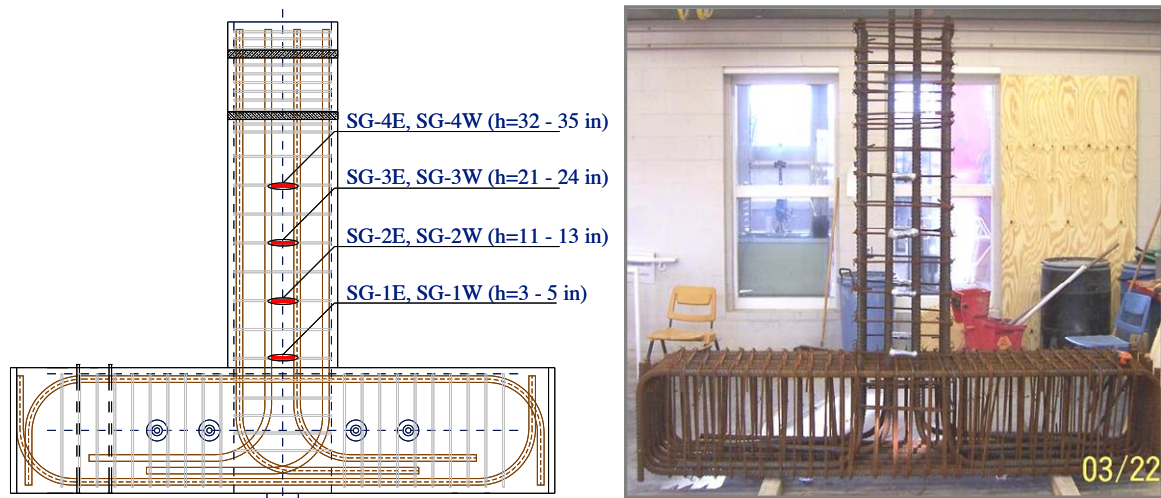 SG-4E, SG-4W (h=32 - 35 in)
SG-3E, SG-3W (h=21 - 24 in)
SG-2E, SG-2W (h=11 - 13 in)
SG-1E, SG-1W (h=3 - 5 in)
03/22